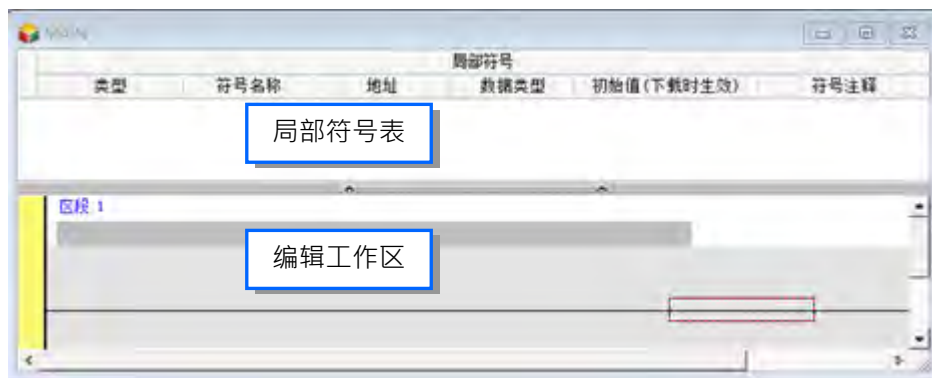 MAIN
局部符号
类型 符号名称 地址 数据类型 初始值(下载时生效) 符号注释
局部符号表
区段 1
编辑工作区